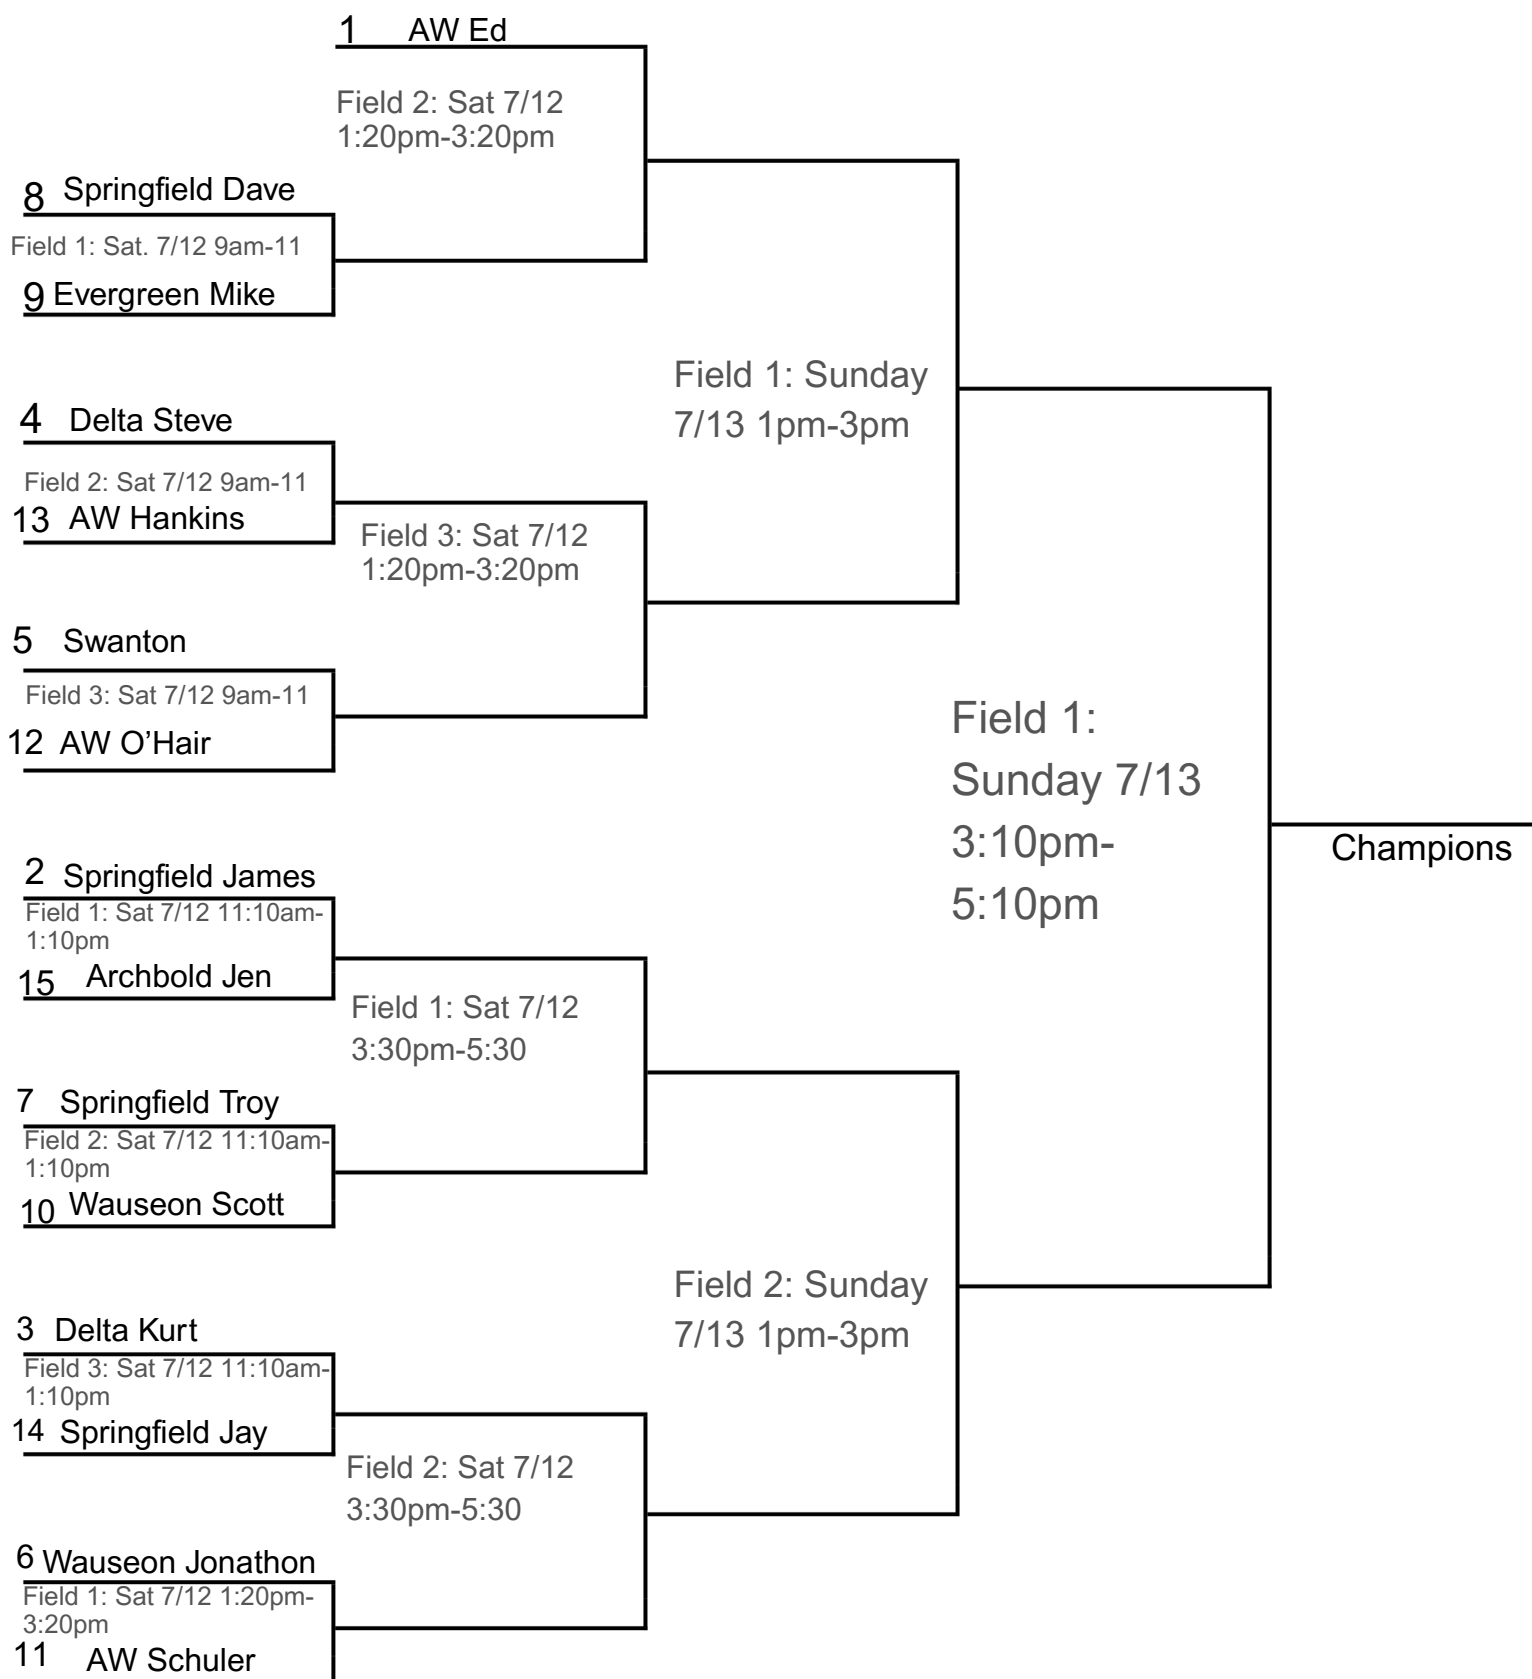 1 AW Ed
Field 2: Sat 7/12
1:20pm-3:20pm
8 Springfield Dave
Field 1: Sat. 7/12 9am-11
9 Evergreen Mike
Field 1: Sunday
7/13 1pm-3pm
4 Delta Steve
Field 2: Sat 7/12 9am-11
13 AW Hankins
Field 3: Sat 7/12
1:20pm-3:20pm
5 Swanton
Field 3: Sat 7/12 9am-11
12 AW O’Hair
Field 1:
Sunday 7/13
3:10pm-
5:10pm
Champions
2 Springfield James
Field 1: Sat 7/12 11:10am-
1:10pm
15 Archbold Jen
Field 1: Sat 7/12
3:30pm-5:30
7 Springfield Troy
Field 2: Sat 7/12 11:10am-
1:10pm
10 Wauseon Scott
Field 2: Sunday
7/13 1pm-3pm
3 Delta Kurt
Field 3: Sat 7/12 11:10am-
1:10pm
14 Springfield Jay
Field 2: Sat 7/12
3:30pm-5:30
6 Wauseon Jonathon
Field 1: Sat 7/12 1:20pm-
3:20pm
11 AW Schuler